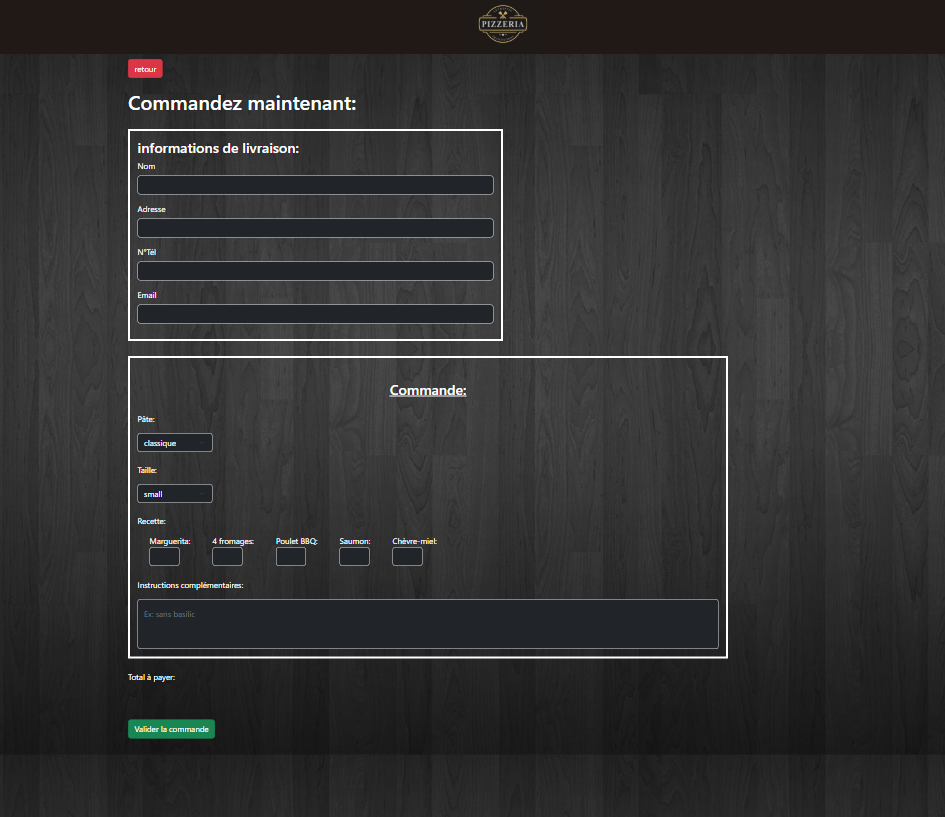 PIZZERIA
retour
Commandez maintenant:
informations de livraison:
Nom
Adresse
N°Tél
Email
Commande:
Pâte:
classique
Taille:
small
Recette:
Marguerita: 4 fromages: Poulet BBQ: Saumon: Chèvre-miel:
Instructions complémentaires:
Ex: sans basilic
Total à payer:
Valider la commande